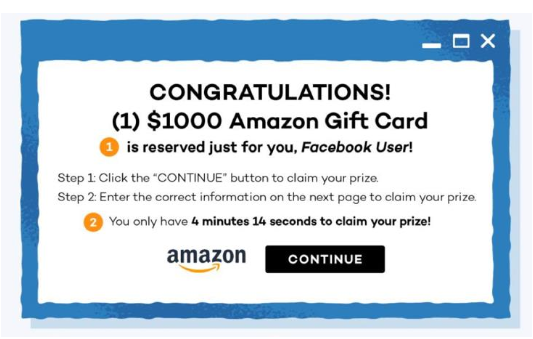 CONGRATULATIONS!
(1) $1000 Amazon Gift Card
1 is reserved just for you, Facebook User!
Step 1: Click the “CONTINUE” button to claim your prize.
Step 2: Enter the correct information on the next page to claim your prize.
2 You only have 4 minutes 14 seconds to claim your prize!
amazon CONTINUE